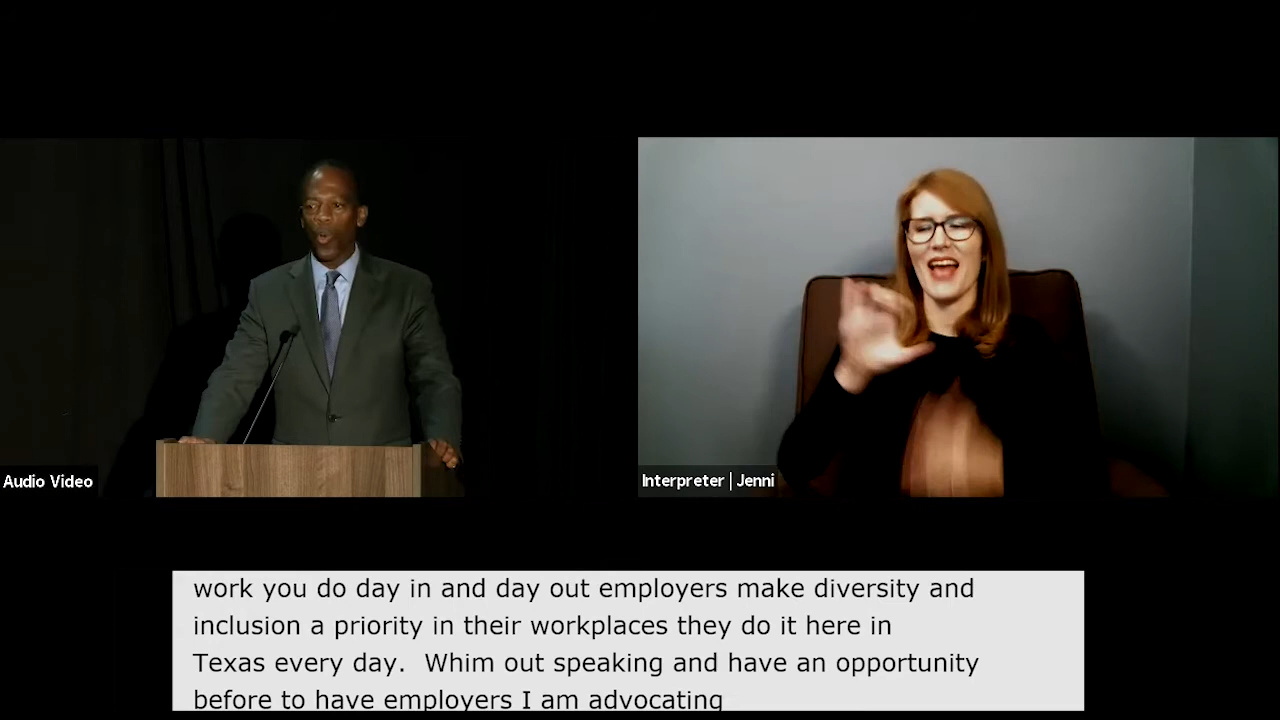 Audio Video
Interpreter | Jenni
work you do day in and day out employers make diversity and
inclusion a priority in their workplaces they do it here in
Texas every day.  Whim out speaking and have an opportunity
before to have employers I am advocating